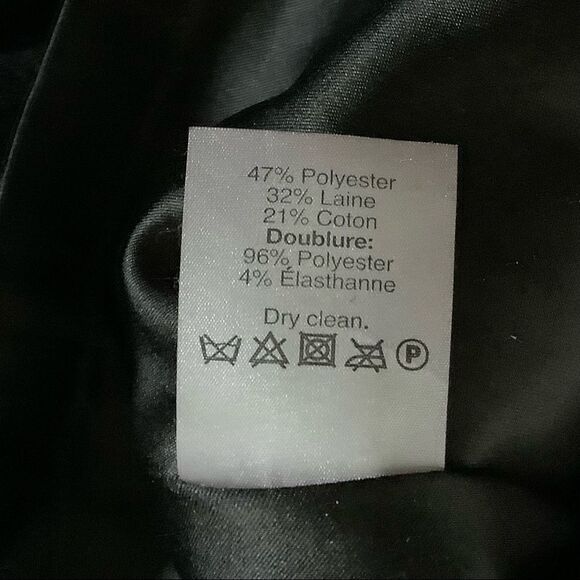 47% Polyester
32% Laine
21% Coton
Doublure:
96% Polyester
4% Élasthanne
Dry clean.
P